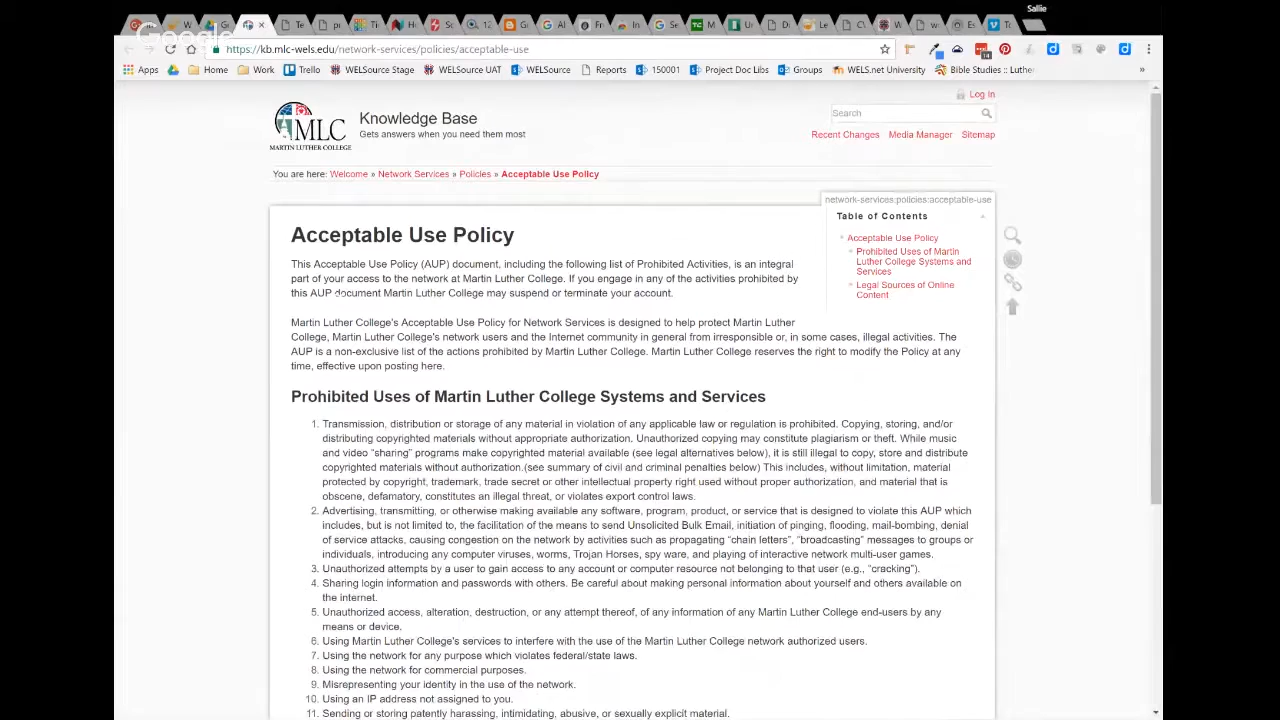 Sallie
Google
https://kb.mlc-wels.edu/network-services/policies/acceptable-use
Apps Home Work Trello WELSource Stage WELSource UAT WELSource Reports 150001 Project Doc Libs Groups WELS.net University Bible Studies :: Luther »
Log In
MLC
MARTIN LUTHER COLLEGE
Knowledge Base
Gets answers when you need them most
Search
Recent Changes Media Manager Sitemap
You are here: Welcome » Network Services » Policies » Acceptable Use Policy
network-services:policies:acceptable-use
Table of Contents
Acceptable Use Policy
Prohibited Uses of Martin
Luther College Systems and
Services
Legal Sources of Online
Content
Acceptable Use Policy
This Acceptable Use Policy (AUP) document, including the following list of Prohibited Activities, is an integral
part of your access to the network at Martin Luther College. If you engage in any of the activities prohibited by
this AUP document Martin Luther College may suspend or terminate your account.
Martin Luther College's Acceptable Use Policy for Network Services is designed to help protect Martin Luther
College, Martin Luther College's network users and the Internet community in general from irresponsible or, in some cases, illegal activities. The
AUP is a non-exclusive list of the actions prohibited by Martin Luther College. Martin Luther College reserves the right to modify the Policy at any
time, effective upon posting here.
Prohibited Uses of Martin Luther College Systems and Services
1. Transmission, distribution or storage of any material in violation of any applicable law or regulation is prohibited. Copying, storing, and/or
distributing copyrighted materials without appropriate authorization. Unauthorized copying may constitute plagiarism or theft. While music
and video "sharing" programs make copyrighted material available (see legal alternatives below), it is still illegal to copy, store and distribute
copyrighted materials without authorization.(see summary of civil and criminal penalties below) This includes, without limitation, material
protected by copyright, trademark, trade secret or other intellectual property right used without proper authorization, and material that is
obscene, defamatory, constitutes an illegal threat, or violates export control laws.
2. Advertising, transmitting, or otherwise making available any software, program, product, or service that is designed to violate this AUP which
includes, but is not limited to, the facilitation of the means to send Unsolicited Bulk Email, initiation of pinging, flooding, mail-bombing, denial
of service attacks, causing congestion on the network by activities such as propagating "chain letters", "broadcasting" messages to groups or
individuals, introducing any computer viruses, worms, Trojan Horses, spy ware, and playing of interactive network multi-user games.
3. Unauthorized attempts by a user to gain access to any account or computer resource not belonging to that user (e.g., "cracking").
4. Sharing login information and passwords with others. Be careful about making personal information about yourself and others available on
the internet.
5. Unauthorized access, alteration, destruction, or any attempt thereof, of any information of any Martin Luther College end-users by any
means or device.
6. Using Martin Luther College's services to interfere with the use of the Martin Luther College network authorized users.
7. Using the network for any purpose which violates federal/state laws.
8. Using the network for commercial purposes.
9. Misrepresenting your identity in the use of the network.
10. Using an IP address not assigned to you.
11. Sending or storing patently harassing, intimidating, abusive, or sexually explicit material.